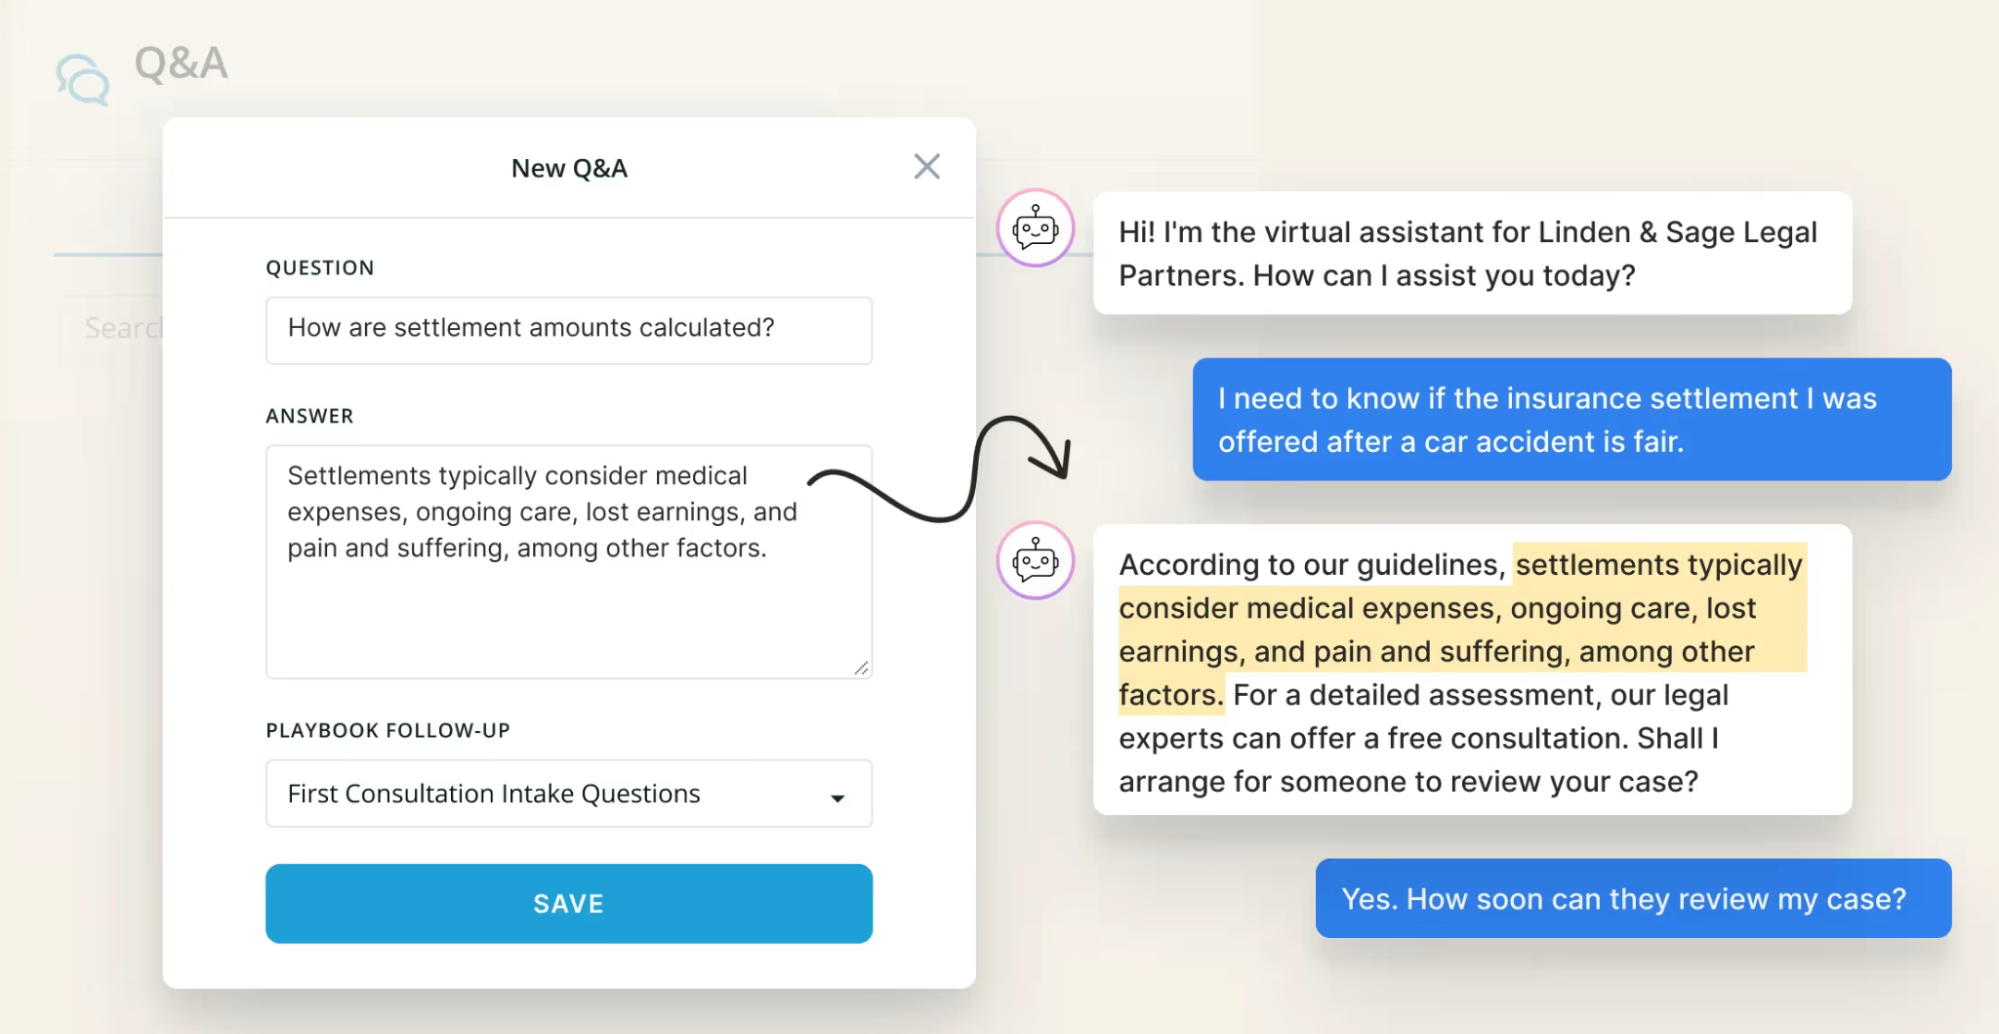 Q&A
New Q&A
QUESTION
How are settlement amounts calculated?
ANSWER
Settlements typically consider medical
expenses, ongoing care, lost earnings, and
pain and suffering, among other factors.
PLAYBOOK FOLLOW-UP
First Consultation Intake Questions
SAVE
Hi! I'm the virtual assistant for Linden & Sage Legal
Partners. How can I assist you today?
I need to know if the insurance settlement I was
offered after a car accident is fair.
According to our guidelines, settlements typically
consider medical expenses, ongoing care, lost
earnings, and pain and suffering, among other
factors. For a detailed assessment, our legal
experts can offer a free consultation. Shall I
arrange for someone to review your case?
Yes. How soon can they review my case?